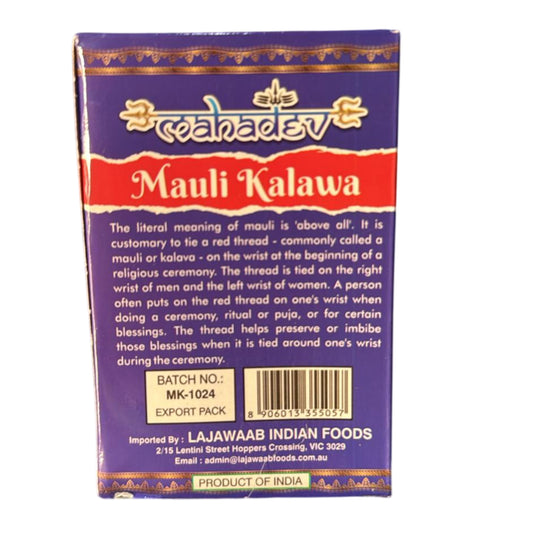 Mahadev
Mauli Kalawa
The literal meaning of mauli is 'above all'. It is
customary to tie a red thread - commonly called a
mauli or kalava - on the wrist at the beginning of a
religious ceremony. The thread is tied on the right
wrist of men and the left wrist of women. A person
often puts on the red thread on one's wrist when
doing a ceremony, ritual or puja, or for certain
blessings. The thread helps preserve or imbibe
those blessings when it is tied around one's wrist
during the ceremony.
BATCH NO.:
MK-1024
EXPORT PACK
8 906013 355057
Imported By : LAJAWAAB INDIAN FOODS
2/15 Lentini Street Hoppers Crossing, VIC 3029
Email : admin@lajawaabfoods.com.au
PRODUCT OF INDIA